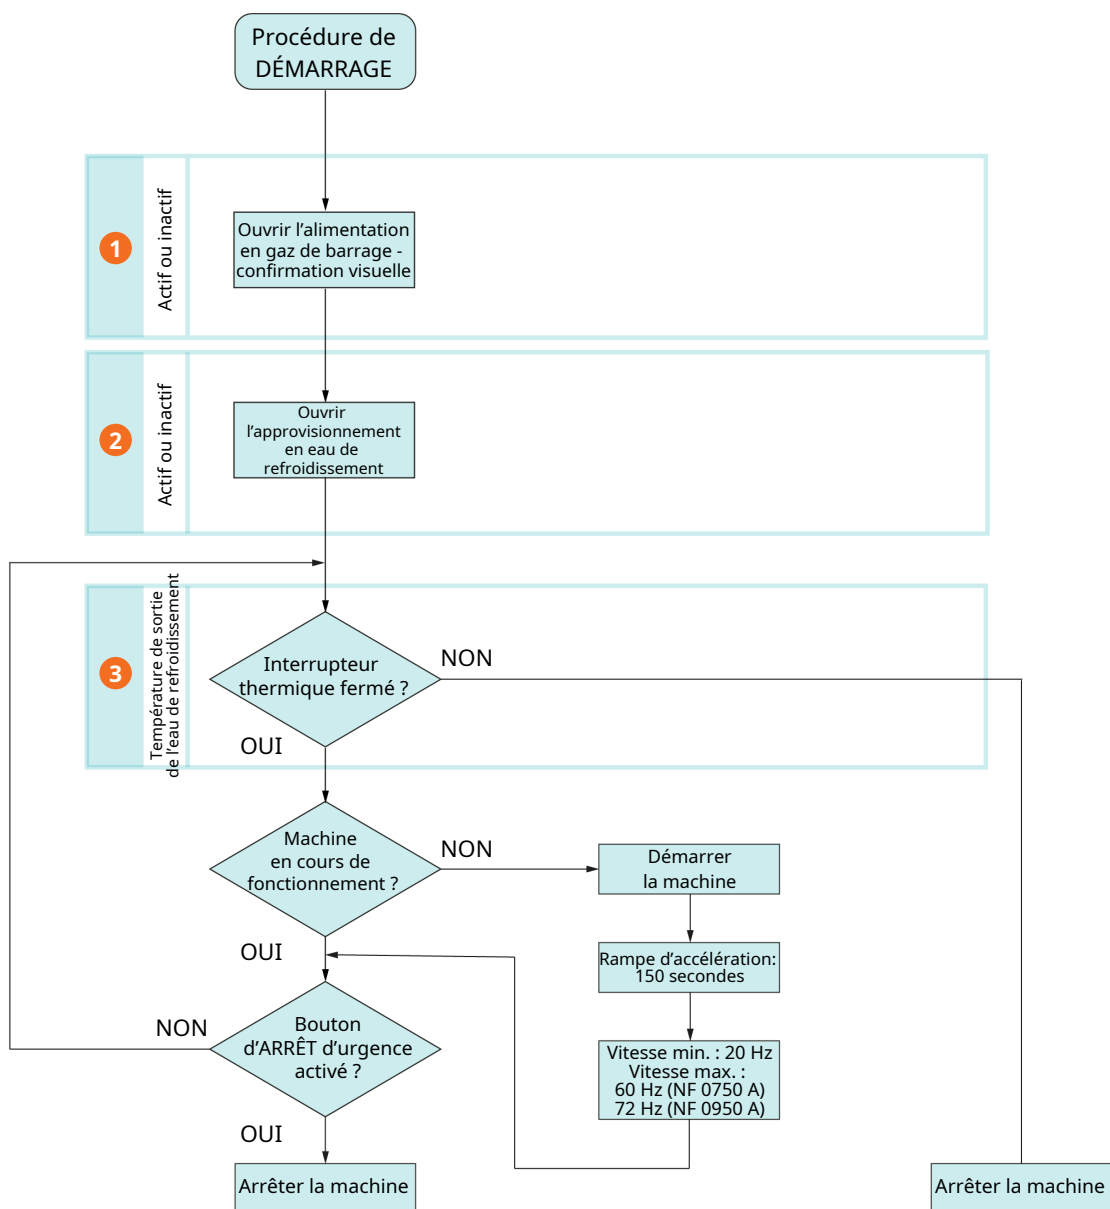 Procédure de
DÉMARRAGE
1
Actif ou inactif
Ouvrir l’alimentation
en gaz de barrage -
confirmation visuelle
2
Actif ou inactif
Ouvrir
l’approvisionnement
en eau de
refroidissement
3
Température de sortie
de l’eau de refroidissement
Interrupteur
thermique fermé ?
NON
OUI
Machine
en cours de
fonctionnement ?
NON
Démarrer
la machine
OUI
Rampe d’accélération:
150 secondes
NON
Bouton
d’ARRÊT d’urgence
activé ?
Vitesse min. : 20 Hz
Vitesse max. :
60 Hz (NF 0750 A)
72 Hz (NF 0950 A)
OUI
Arrêter la machine
Arrêter la machine